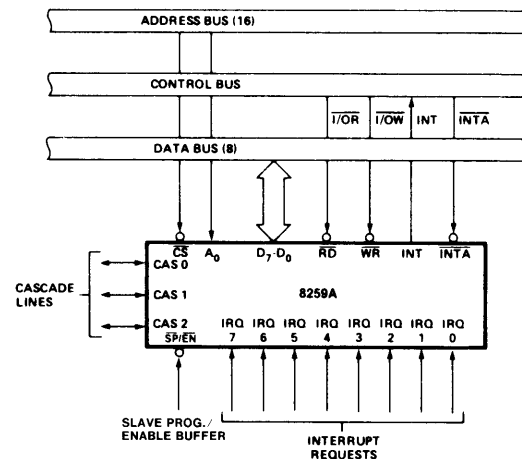 ADDRESS BUS (16)
CONTROL BUS
I/OR I/OW INT INTA
DATA BUS (8)
CS A0 D7-D0 RD WR INT INTA
CAS 0
CASCADE LINES
CAS 1
8259A
CAS 2
IRQ IRQ IRQ IRQ IRQ IRQ IRQ IRQ
SP/EN 7 6 5 4 3 2 1 0
SLAVE PROG./
ENABLE BUFFER
INTERRUPT
REQUESTS